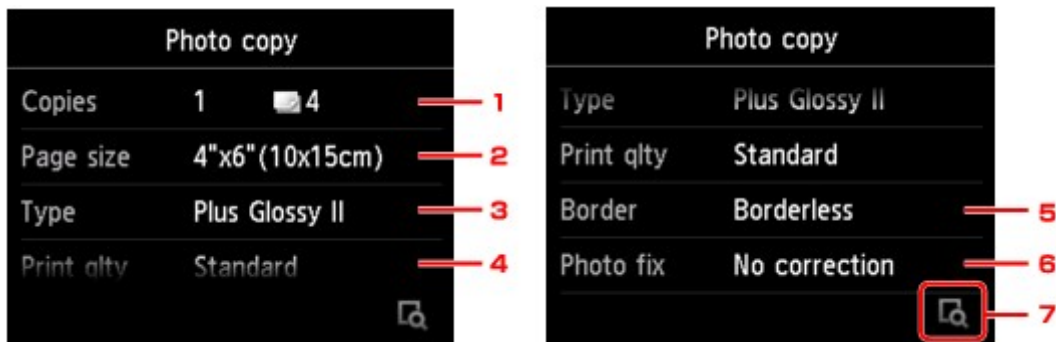 Photo copy
Copies 1 4 1
Page size 4"x6"(10x15cm) 2
Type Plus Glossy II 3
Print qlty Standard 4
Photo copy
Type Plus Glossy II
Print qlty Standard
Border Borderless 5
Photo fix No correction 6
7